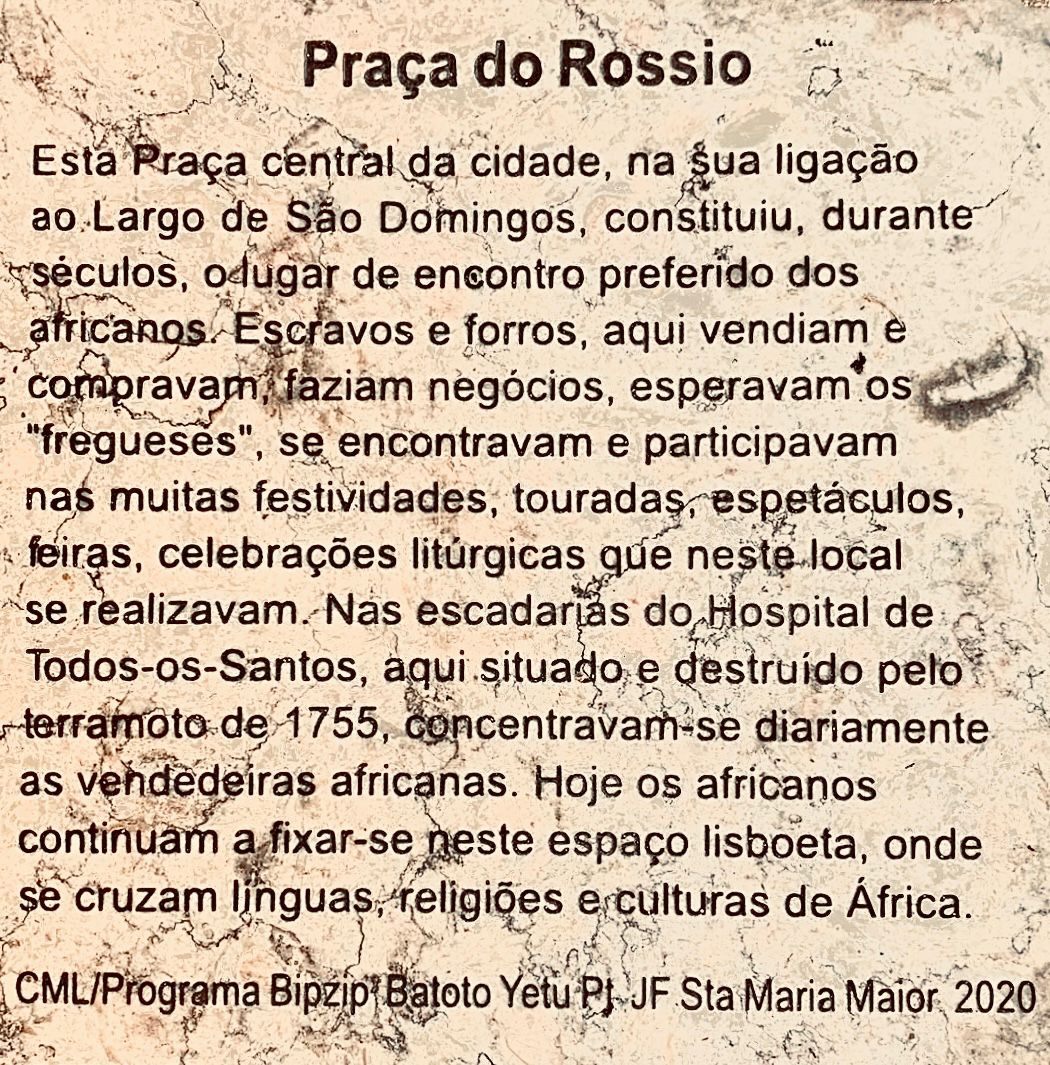 Praça do Rossio
Esta Praça central da cidade, na sua ligação
ao Largo de São Domingos, constituiu, durante
séculos, o lugar de encontro preferido dos
africanos. Escravos e forros, aqui vendiam e
compravam, faziam negócios, esperavam os
"fregueses", se encontravam e participavam
nas muitas festividades, touradas, espetáculos,
feiras, celebrações litúrgicas que neste local
se realizavam. Nas escadarias do Hospital de
Todos-os-Santos, aqui situado e destruído pelo
terramoto de 1755, concentravam-se diariamente
as vendedeiras africanas. Hoje os africanos
continuam a fixar-se neste espaço lisboeta, onde
se cruzam línguas, religiões e culturas de África.
CML/Programa Bipzip* Batoto Yetu Pt JF Sta Maria Maior 2020